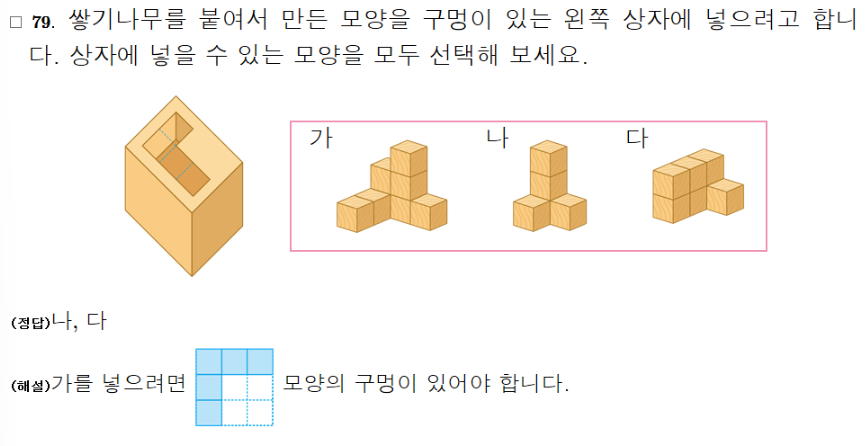 □ 79. 쌓기나무를 붙여서 만든 모양을 구멍이 있는 왼쪽 상자에 넣으려고 합니
다. 상자에 넣을 수 있는 모양을 모두 선택해 보세요.
가 나 다
(정답)나, 다
(해설)가를 넣으려면 모양의 구멍이 있어야 합니다.